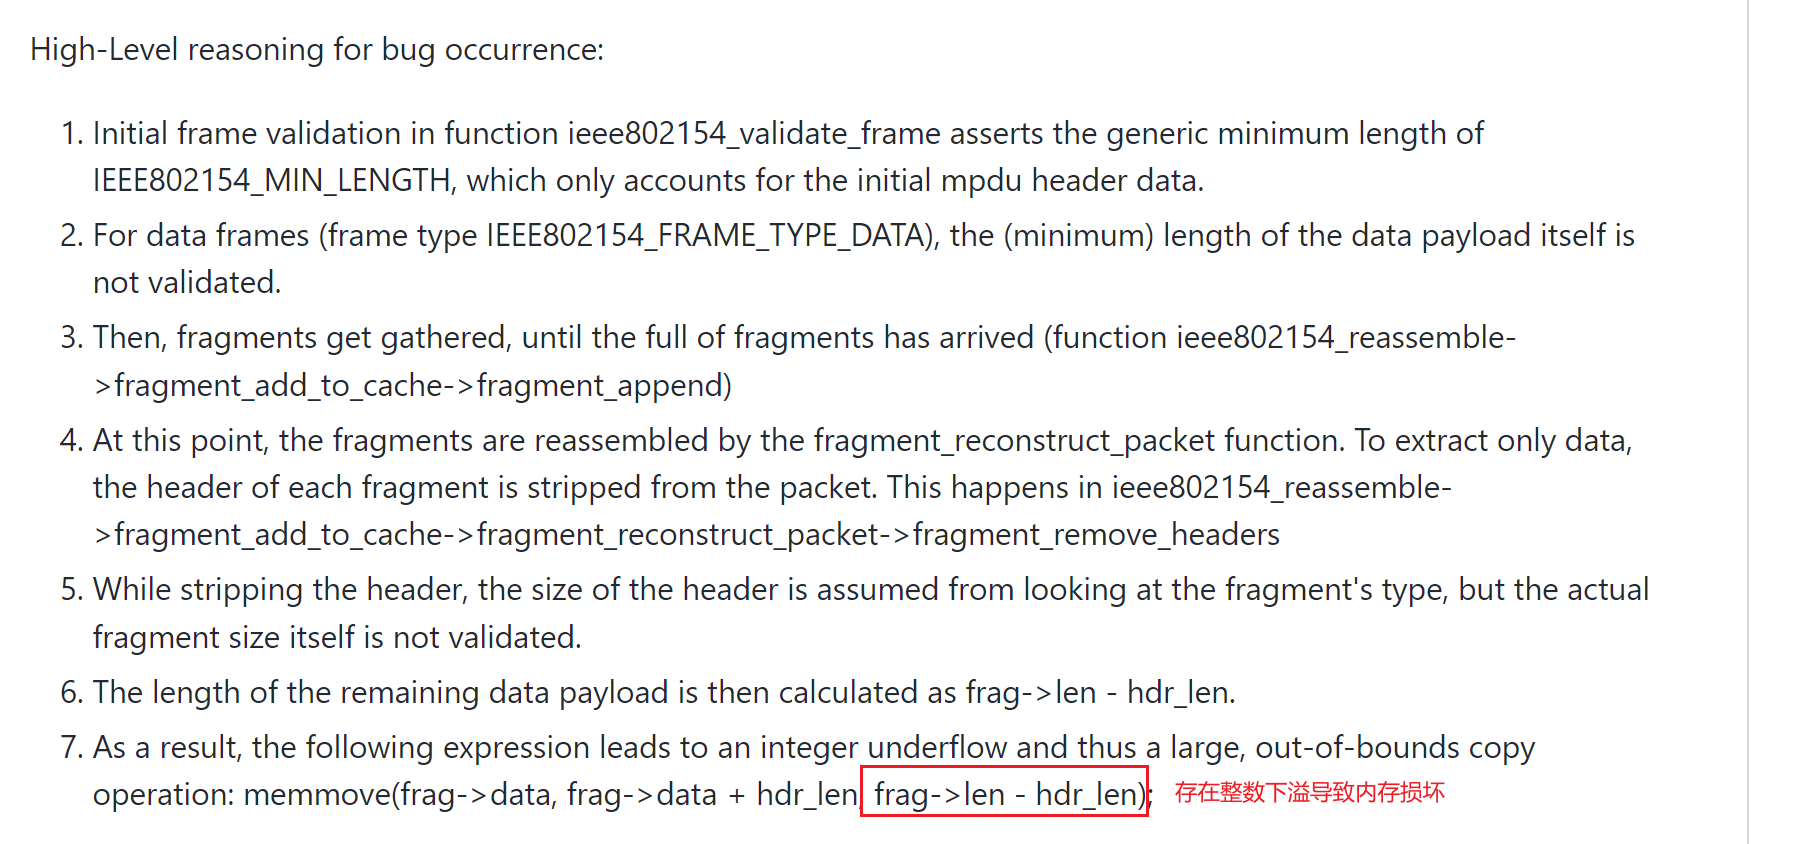 High-Level reasoning for bug occurrence:
1. Initial frame validation in function ieee802154_validate_frame asserts the generic minimum length of
IEEE802154_MIN_LENGTH, which only accounts for the initial mpdu header data.
2. For data frames (frame type IEEE802154_FRAME_TYPE_DATA), the (minimum) length of the data payload itself is
not validated.
3. Then, fragments get gathered, until the full of fragments has arrived (function ieee802154_reassemble-
>fragment_add_to_cache->fragment_append)
4. At this point, the fragments are reassembled by the fragment_reconstruct_packet function. To extract only data,
the header of each fragment is stripped from the packet. This happens in ieee802154_reassemble-
>fragment_add_to_cache->fragment_reconstruct_packet->fragment_remove_headers
5. While stripping the header, the size of the header is assumed from looking at the fragment's type, but the actual
fragment size itself is not validated.
6. The length of the remaining data payload is then calculated as frag->len - hdr_len.
7. As a result, the following expression leads to an integer underflow and thus a large, out-of-bounds copy
operation: memmove(frag->data, frag->data + hdr_len, frag->len - hdr_len); 存在整数下溢导致内存损坏